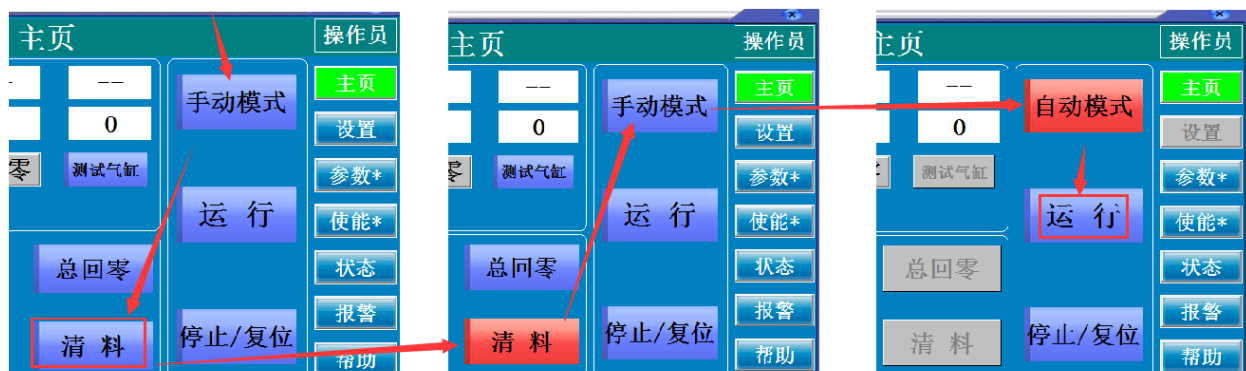 主页
操作员
--
手动模式
主页
0
设置
零
测试气缸
参数*
运 行
使能*
总回零
状态
报警
清 料
停止/复位
帮助
主页
操作员
--
手动模式
主页
0
设置
零
测试气缸
参数*
运 行
使能*
总回零
状态
报警
清 料
停止/复位
帮助
主页
操作员
--
自动模式
主页
0
设置
测试气缸
参数*
运 行
使能*
总回零
状态
报警
清 料
停止/复位
帮助